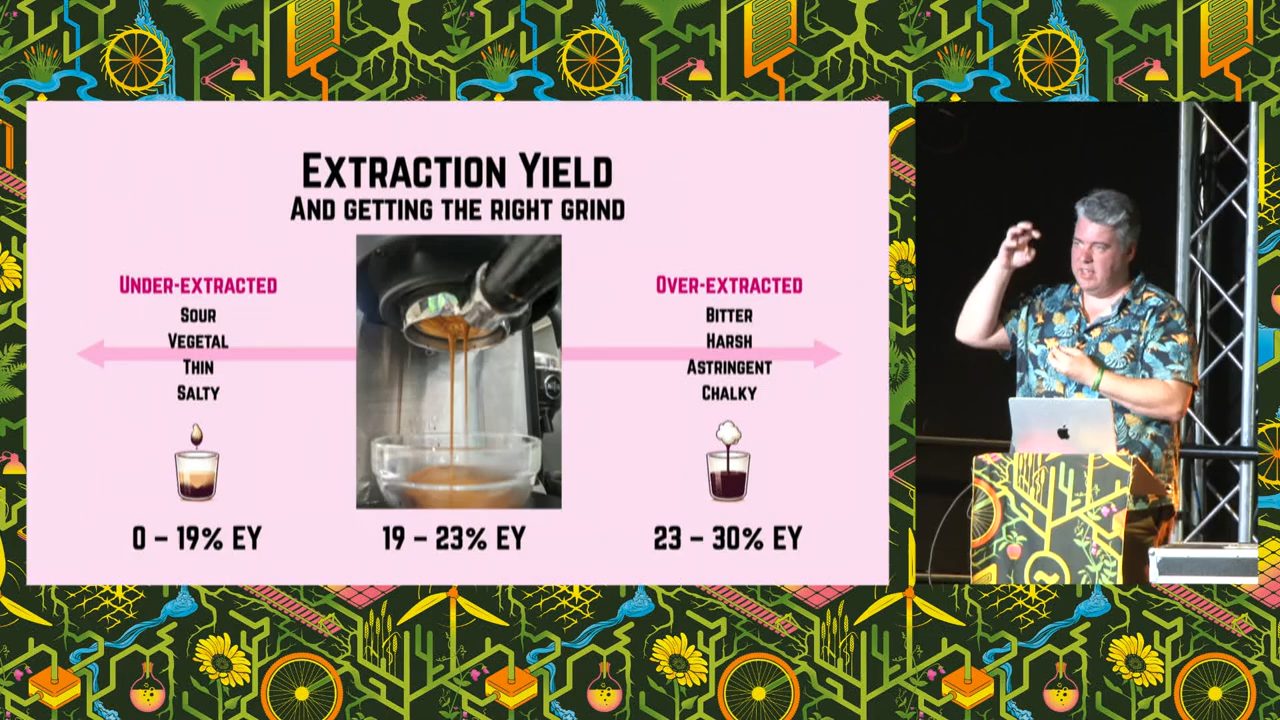 Extraction Yield
And getting the right grind
Under-extracted
Sour
Vegetal
Thin
Salty
0 – 19% EY
19 – 23% EY
Over-extracted
Bitter
Harsh
Astringent
Chalky
23 – 30% EY